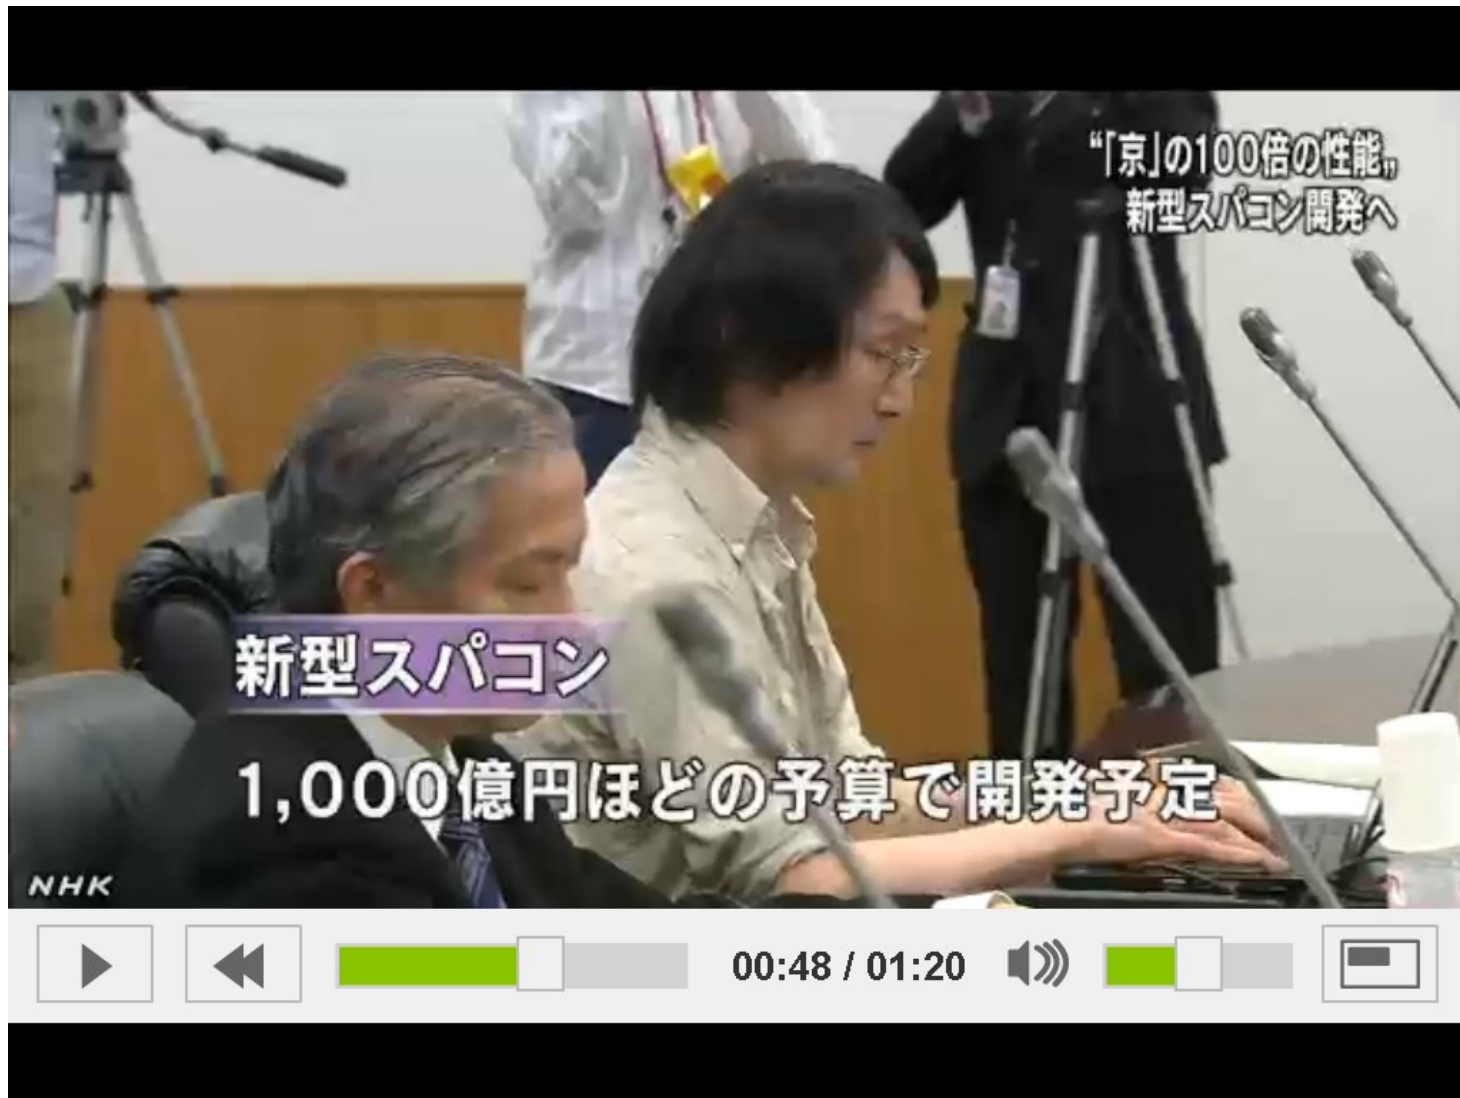 “「京」の100倍の性能„
新型スパコン開発へ
新型スパコン
1,000億円ほどの予算で開発予定
NHK
00:48 / 01:20